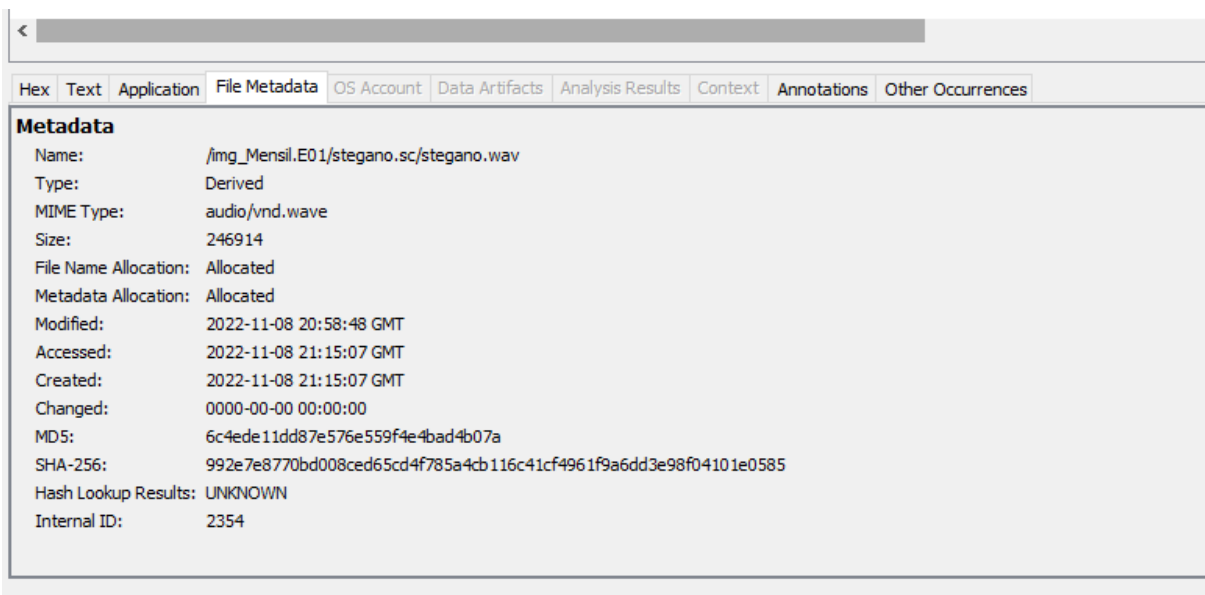 Hex Text Application File Metadata OS Account Data Artifacts Analysis Results Context Annotations Other Occurrences
Metadata
Name: /img_Mensil.E01/stegano.sc/stegano.wav
Type: Derived
MIME Type: audio/vnd.wave
Size: 246914
File Name Allocation: Allocated
Metadata Allocation: Allocated
Modified: 2022-11-08 20:58:48 GMT
Accessed: 2022-11-08 21:15:07 GMT
Created: 2022-11-08 21:15:07 GMT
Changed: 0000-00-00 00:00:00
MD5: 6c4ede11dd87e576e559f4e4bad4b07a
SHA-256: 992e7e8770bd008ced65cd4f785a4cb116c41cf4961f9a6dd3e98f04101e0585
Hash Lookup Results: UNKNOWN
Internal ID: 2354